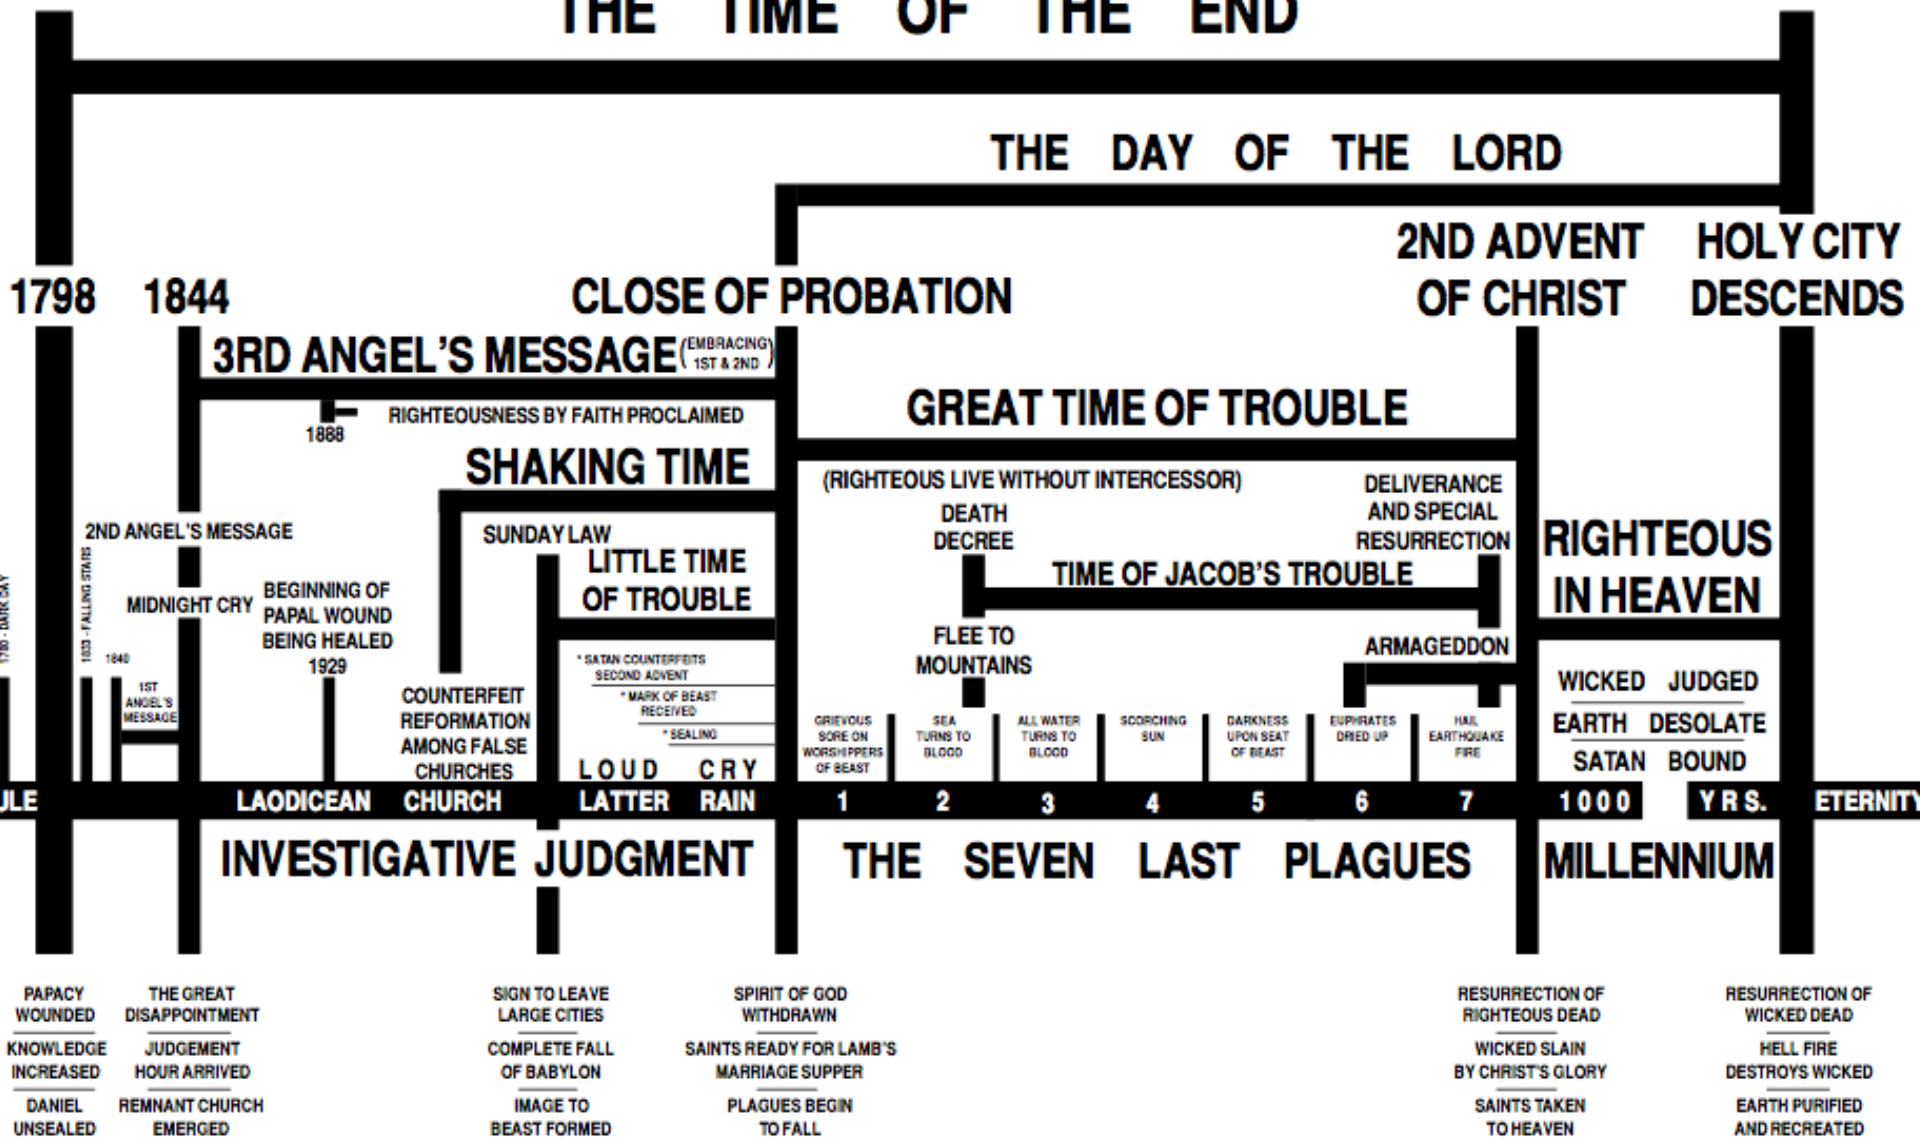 THE TIME OF THE END
THE DAY OF THE LORD
2ND ADVENT
OF CHRIST
HOLY CITY
DESCENDS
1798
1844
CLOSE OF PROBATION
3RD ANGEL'S MESSAGE
(EMBRACING
1ST & 2ND)
1888
RIGHTEOUSNESS BY FAITH PROCLAIMED
GREAT TIME OF TROUBLE
SHAKING TIME
(RIGHTEOUS LIVE WITHOUT INTERCESSOR)
DEATH
DECREE
DELIVERANCE
AND SPECIAL
RESURRECTION
2ND ANGEL'S MESSAGE
SUNDAY LAW
LITTLE TIME
OF TROUBLE
TIME OF JACOB'S TROUBLE
RIGHTEOUS
IN HEAVEN
1780 - DARK DAY
1833 - FALLING STARS
MIDNIGHT CRY
BEGINNING OF
PAPAL WOUND
BEING HEALED
1929
FLEE TO
MOUNTAINS
ARMAGEDDON
1840
1ST
ANGEL'S
MESSAGE
COUNTERFEIT
REFORMATION
AMONG FALSE
CHURCHES
* SATAN COUNTERFEITS
SECOND ADVENT
* MARK OF BEAST
RECEIVED
* SEALING
LOUD CRY
GRIEVOUS
SORE ON
WORSHIPPERS
OF BEAST
SEA
TURNS TO
BLOOD
ALL WATER
TURNS TO
BLOOD
SCORCHING
SUN
DARKNESS
UPON SEAT
OF BEAST
EUPHRATES
DRIED UP
HAIL
EARTHQUAKE
FIRE
WICKED JUDGED
EARTH DESOLATE
SATAN BOUND
LAODICEAN CHURCH
LATTER RAIN
1 2 3 4 5 6 7
1000 YRS.
ETERNITY
INVESTIGATIVE JUDGMENT
THE SEVEN LAST PLAGUES
MILLENNIUM
PAPACY
WOUNDED
KNOWLEDGE
INCREASED
DANIEL
UNSEALED
THE GREAT
DISAPPOINTMENT
JUDGEMENT
HOUR ARRIVED
REMNANT CHURCH
EMERGED
SIGN TO LEAVE
LARGE CITIES
COMPLETE FALL
OF BABYLON
IMAGE TO
BEAST FORMED
SPIRIT OF GOD
WITHDRAWN
SAINTS READY FOR LAMB'S
MARRIAGE SUPPER
PLAGUES BEGIN
TO FALL
RESURRECTION OF
RIGHTEOUS DEAD
WICKED SLAIN
BY CHRIST'S GLORY
SAINTS TAKEN
TO HEAVEN
RESURRECTION OF
WICKED DEAD
HELL FIRE
DESTROYS WICKED
EARTH PURIFIED
AND RECREATED